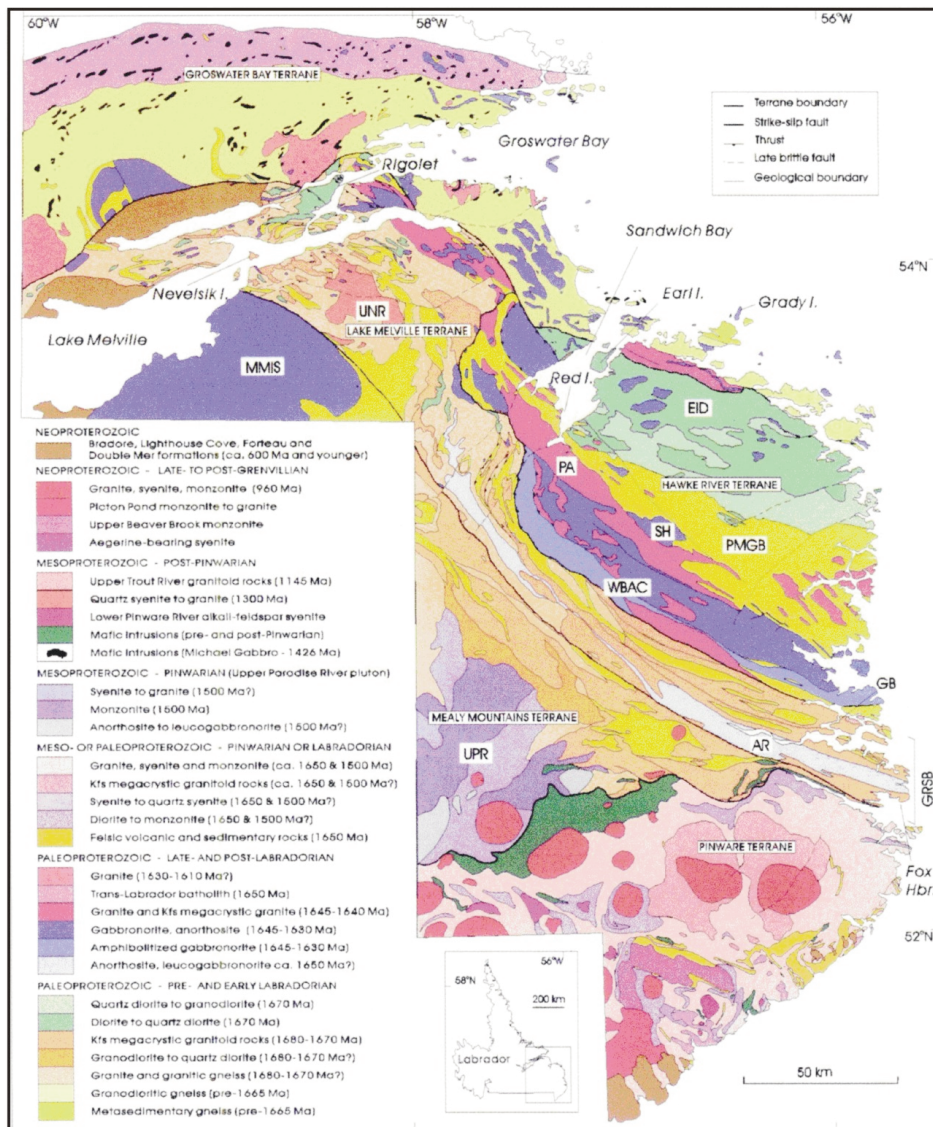 60°W
58°W
56°W
GROSWATER BAY TERRANE
Terrane boundary
Strike-slip fault
Thrust
Late brittle fault
Geological boundary
Groswater Bay
Rigolet
Sandwich Bay
54°N
Earl I.
Grady I.
Nevelsik I.
UNR
LAKE MELVILLE TERRANE
Lake Melville
MMIS
Red I.
EID
PA
HAWKE RIVER TERRANE
SH
PMGB
WBAC
GB
MEALY MOUNTAINS TERRANE
UPR
AR
GRSB
PINWARE TERRANE
Fox
Hbr.
52°N
NEOPROTEROZOIC
Bradore, Lighthouse Cove, Forteau and
Double Mer formations (ca. 600 Ma and younger)
NEOPROTEROZOIC - LATE- TO POST-GRENVILLIAN
Granite, syenite, monzonite (960 Ma)
Picton Pond monzonite to granite
Upper Beaver Brook monzonite
Aegerine-bearing syenite
MESOPROTEROZOIC - POST-PINWARIAN
Upper Trout River granitoid rocks (1145 Ma)
Quartz syenite to granite (1300 Ma)
Lower Pinware River alkali-feldspar syenite
Mafic Intrusions (pre- and post-Pinwarian)
Mafic Intrusions (Michael Gabbro - 1426 Ma)
MESOPROTEROZOIC - PINWARIAN (Upper Paradise River pluton)
Syenite to granite (1500 Ma?)
Monzonite (1500 Ma)
Anorthosite to leucogabbronorite (1500 Ma?)
MESO- OR PALEOPROTEROZOIC - PINWARIAN OR LABRADORIAN
Granite, syenite and monzonite (ca. 1650 & 1500 Ma)
Kfs megacrystic granitoid rocks (ca. 1650 & 1500 Ma?)
Syenite to quartz syenite (1650 & 1500 Ma?)
Diorite to monzonite (1650 & 1500 Ma?)
Felsic volcanic and sedimentary rocks (1650 Ma)
PALEOPROTEROZOIC - LATE- AND POST-LABRADORIAN
Granite (1630-1610 Ma?)
Trans-Labrador batholith (1650 Ma)
Granite and Kfs megacrystic granite (1645-1640 Ma)
Gabbronorite, anorthosite (1645-1630 Ma)
Amphibolitized gabbronorite (1645-1630 Ma)
Anorthosite, leucogabbronorite ca. 1650 Ma?)
PALEOPROTEROZOIC - PRE- AND EARLY LABRADORIAN
Quartz diorite to granodiorite (1670 Ma)
Diorite to quartz diorite (1670 Ma)
Kfs megacrystic granitoid rocks (1680-1670 Ma)
Granodiorite to quartz diorite (1680-1670 Ma?)
Granite and granitic gneiss (1680-1670 Ma?)
Granodioritic gneiss (pre-1665 Ma)
Metasedimentary gneiss (pre-1665 Ma)
56°W
58°N
200 km
Labrador
50 km